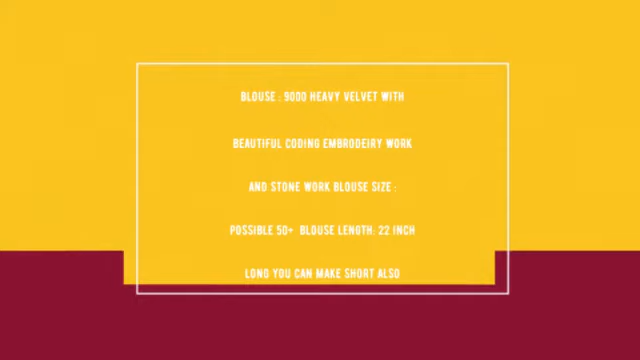 BLOUSE : 9000 HEAVY VELVET WITH
BEAUTIFUL CODING EMBRODEIRY WORK
AND STONE WORK BLOUSE SIZE :
POSSIBLE 50+ BLOUSE LENGTH: 22 INCH
LONG YOU CAN MAKE SHORT ALSO